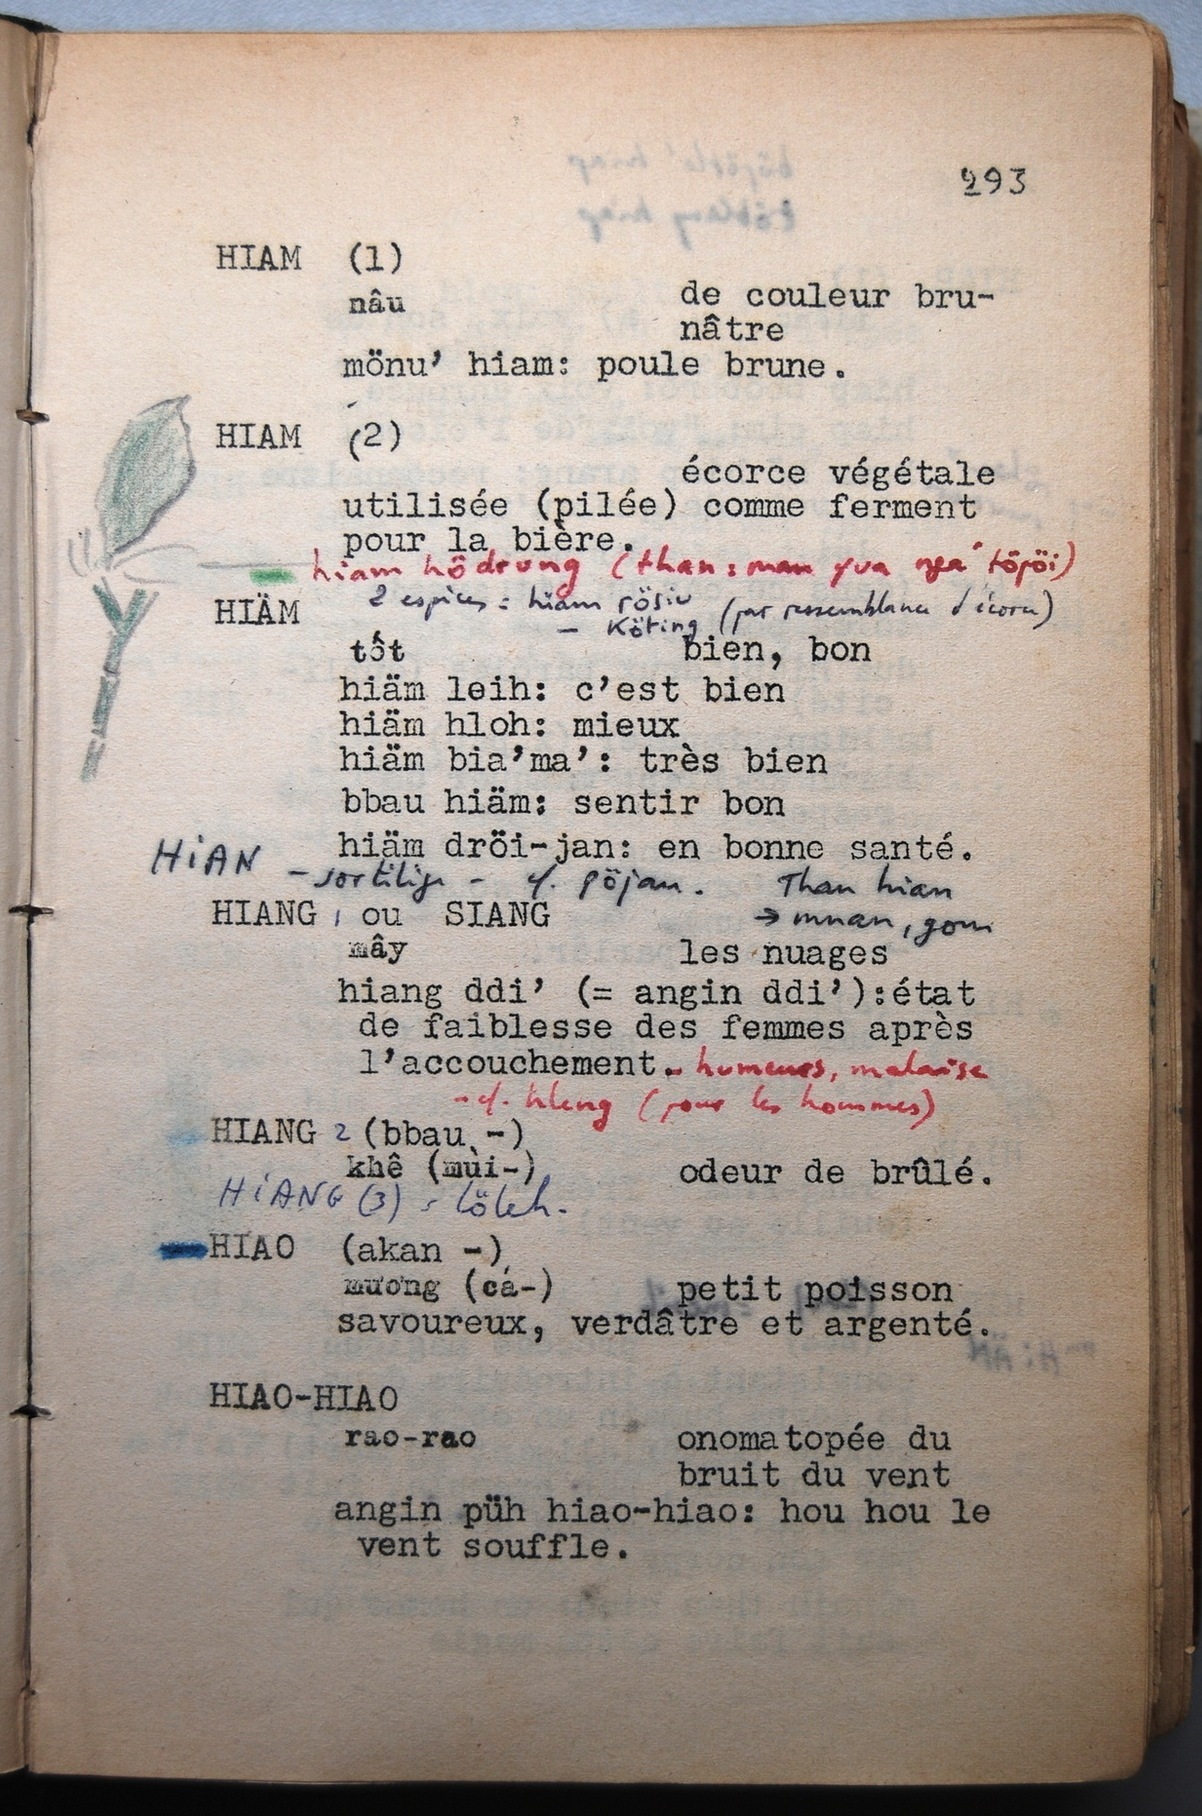 293
HIAM (1)
nâu de couleur bru-
nâtre
mönu' hiam: poule brune.
HIAM (2)
écorce végétale
utilisée (pilée) comme ferment
pour la bière.
hiam hödrung (than: man yua töpöi)
2 espèces: hiam rösiu (par ressemblance d'écorce)
- Köting
HIÄM
tốt bien, bon
hiäm leih: c'est bien
hiäm hloh: mieux
hiäm bia'ma': très bien
bbau hiäm: sentir bon
hiäm dröi-jan: en bonne santé.
HiAN - sortilège - cf. pöjau. Than hian
→ mnan, gom
HIANG 1 ou SIANG
mây les nuages
hiang ddi' (= angin ddi'):état
de faiblesse des femmes après
l'accouchement. - humeurs, malaise
- cf. hleng (pour les hommes)
HIANG 2 (bbau -)
khê (mùi-) odeur de brûlé.
HiANG (3) = löleh.
HIAO (akan -)
mương (cá-) petit poisson
savoureux, verdâtre et argenté.
HIAO-HIAO
rao-rao onomatopée du
bruit du vent
angin püh hiao-hiao: hou hou le
vent souffle.